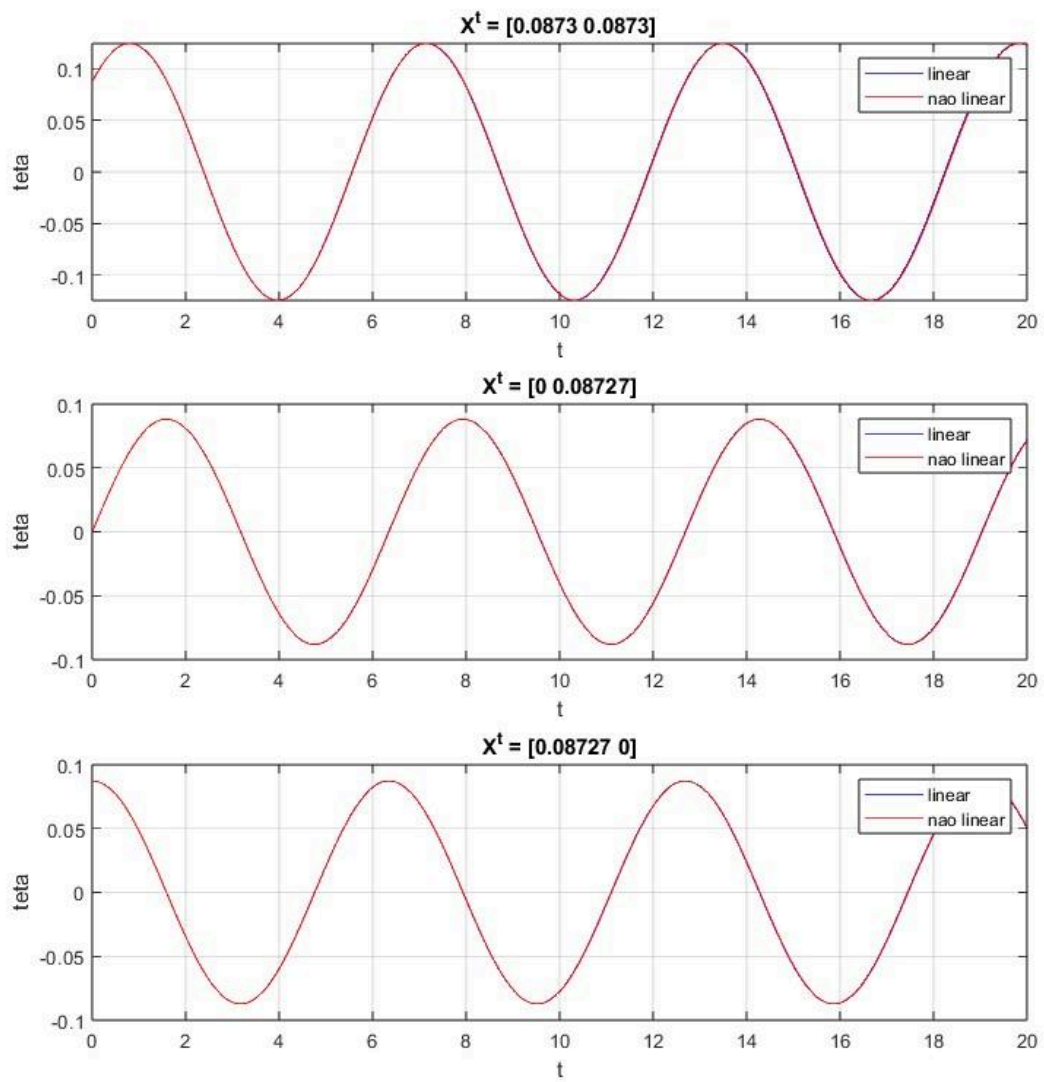 X^t = [0.0873 0.0873]
0.1
0.05
0
-0.05
-0.1
teta
linear
nao linear
0 2 4 6 8 10 12 14 16 18 20
t
X^t = [0 0.08727]
0.1
0.05
0
-0.05
-0.1
teta
linear
nao linear
0 2 4 6 8 10 12 14 16 18 20
t
X^t = [0.08727 0]
0.1
0.05
0
-0.05
-0.1
teta
linear
nao linear
0 2 4 6 8 10 12 14 16 18 20
t